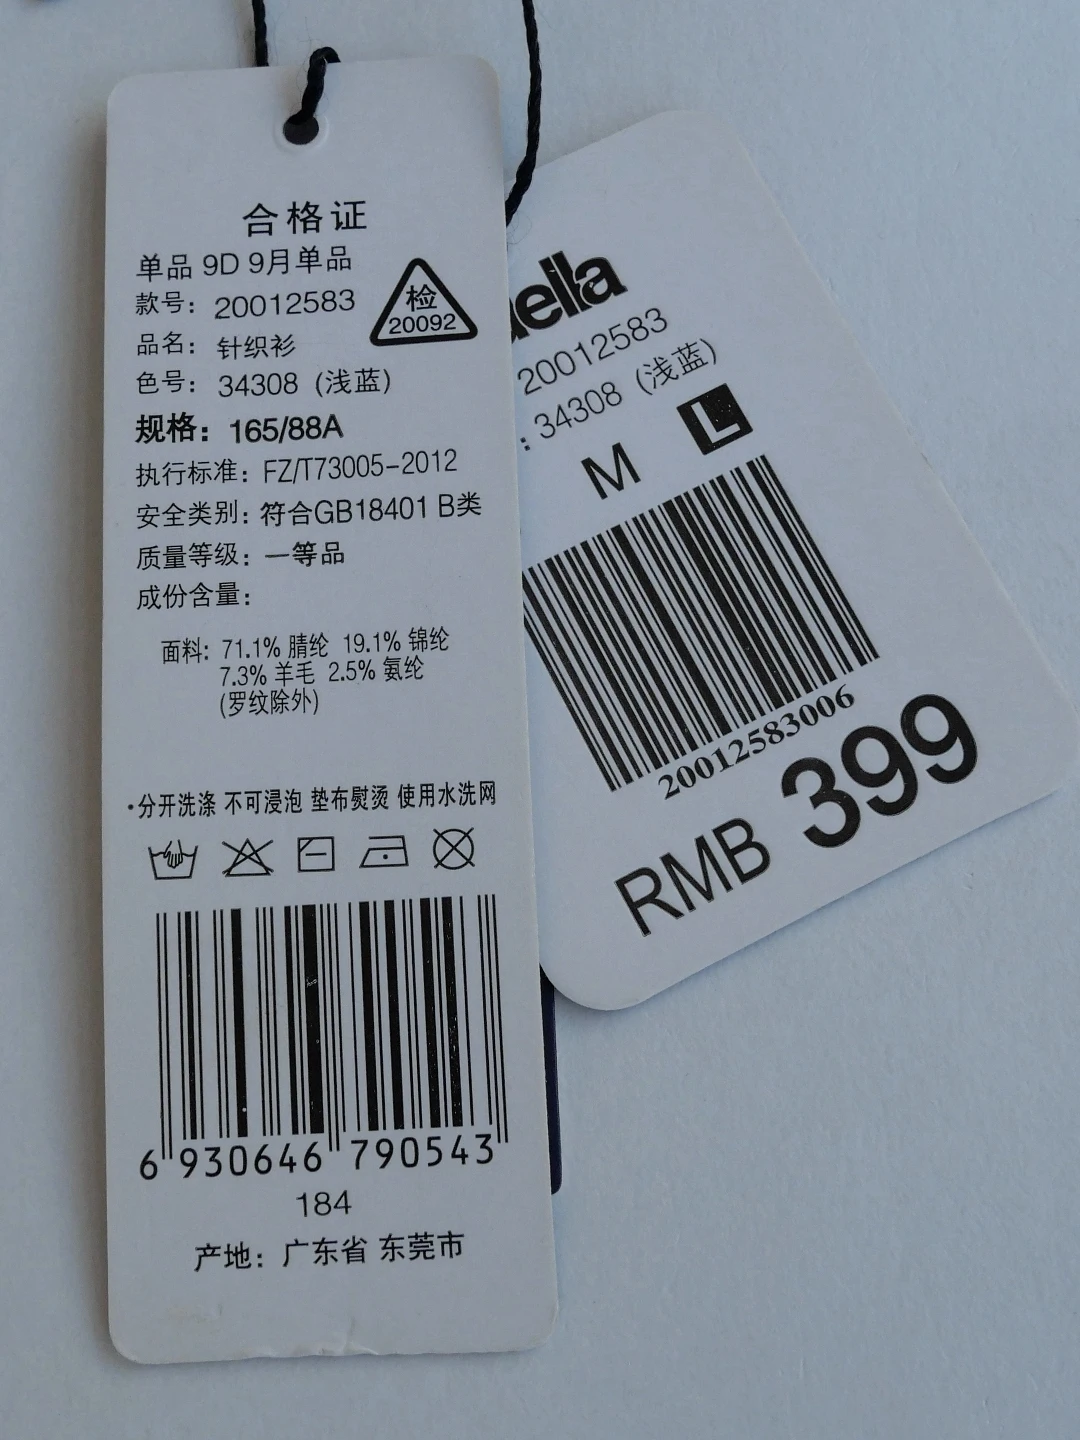 合格证
单品 9D 9月单品
款号: 20012583
检
20092
品名: 针织衫
色号: 34308 (浅蓝)
规格: 165/88A
执行标准: FZ/T73005-2012
安全类别: 符合GB18401 B类
质量等级: 一等品
成份含量:
面料: 71.1% 腈纶 19.1% 锦纶
7.3% 羊毛 2.5% 氨纶
(罗纹除外)
·分开洗涤 不可浸泡 垫布熨烫 使用水洗网
6 930646 790543
184
产地: 广东省 东莞市
ella
20012583
: 34308 (浅蓝)
M L
20012583006
RMB 399